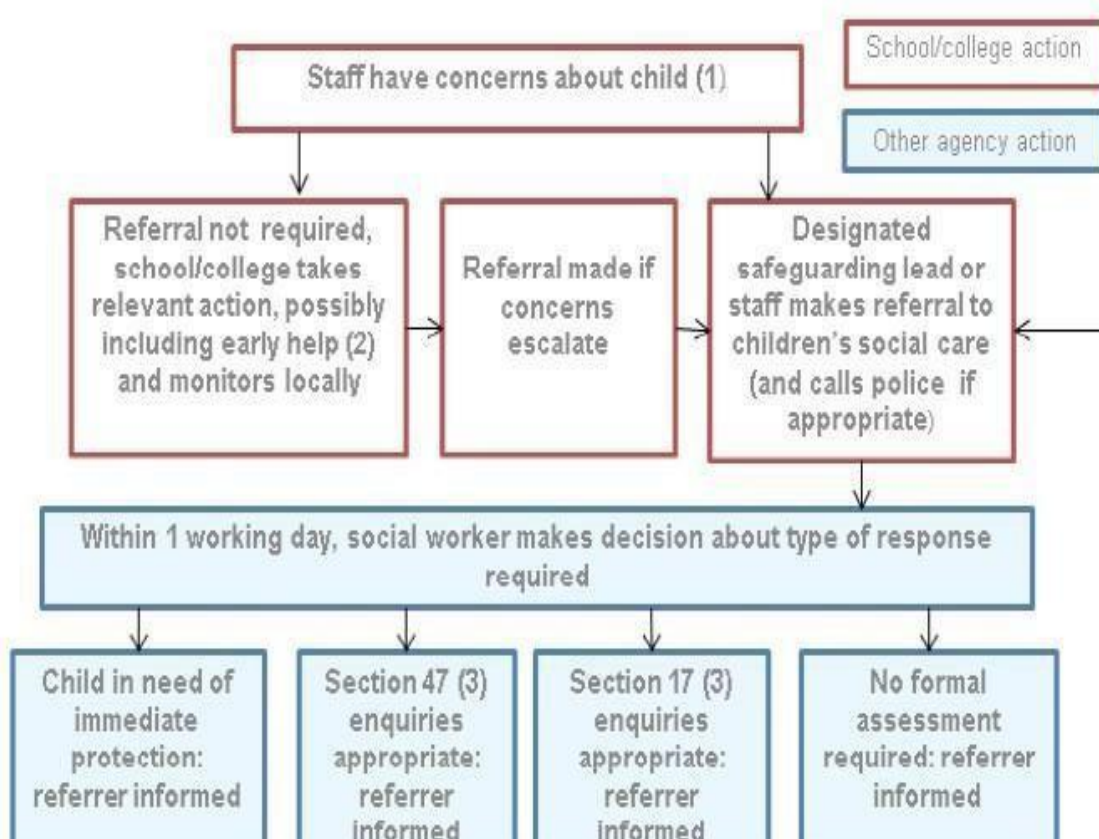 School/college action
Staff have concerns about child (1)
Other agency action
Referral not required,
school/college takes
relevant action, possibly
including early help (2)
and monitors locally
Referral made if
concerns
escalate
Designated
safeguarding lead or
staff makes referral to
children's social care
(and calls police if
appropriate)
Within 1 working day, social worker makes decision about type of response
required
Child in need of
immediate
protection:
referrer informed
Section 47 (3)
enquiries
appropriate:
referrer
informed
Section 17 (3)
enquiries
appropriate:
referrer
informed
No formal
assessment
required: referrer
informed